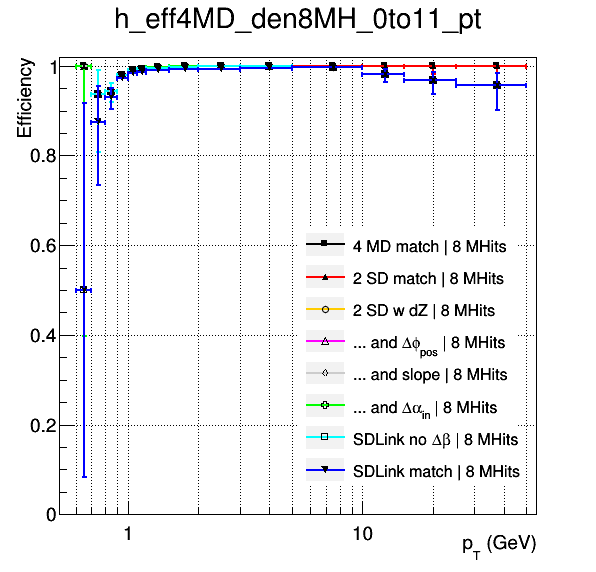 h_eff4MD_den8MH_0to11_pt
Efficiency
1
0.8
0.6
0.4
0.2
0
4 MD match | 8 MHits
2 SD match | 8 MHits
2 SD w dZ | 8 MHits
... and Δϕpos | 8 MHits
... and slope | 8 MHits
... and Δαin | 8 MHits
SDLink no Δβ | 8 MHits
SDLink match | 8 MHits
1
10
pT (GeV)